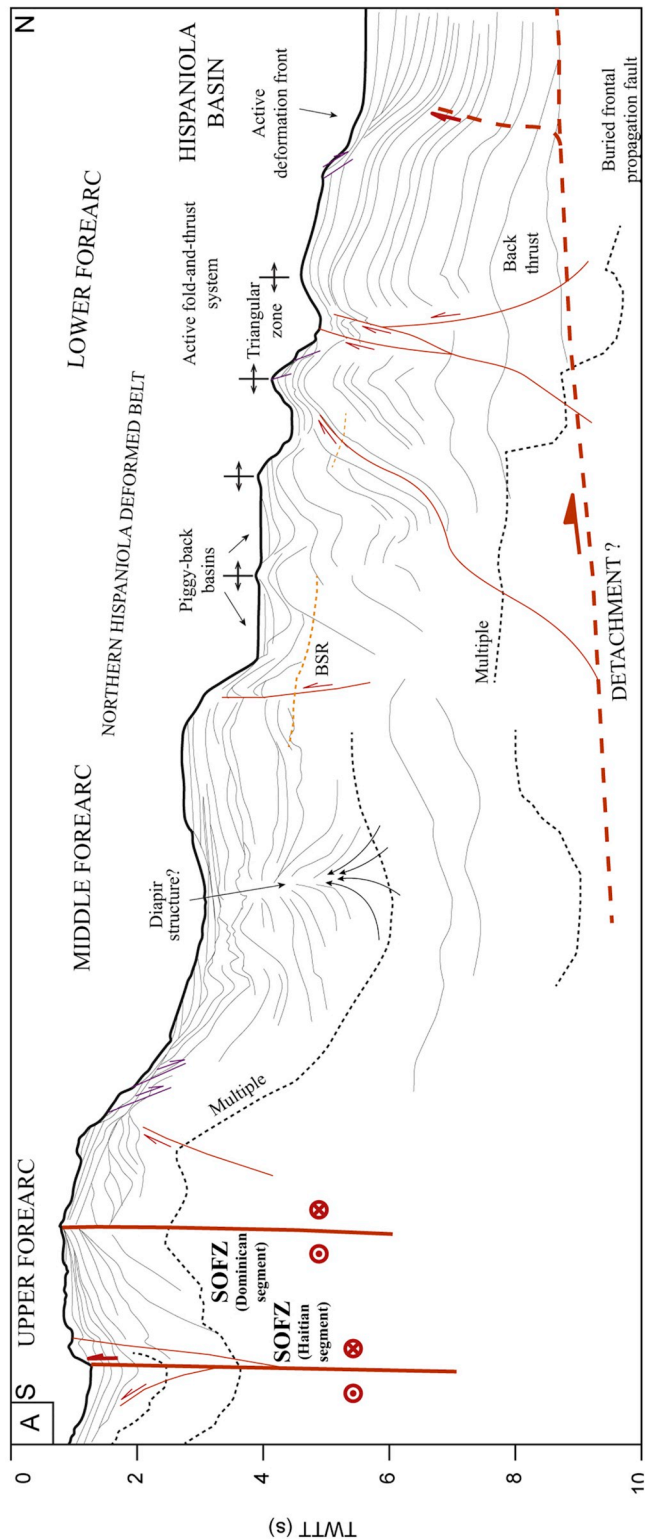 A
S
N
UPPER FOREARC
MIDDLE FOREARC
NORTHERN HISPANIOLA DEFORMED BELT
LOWER FOREARC
HISPANIOLA
BASIN
Active fold-and-thrust
system
Active
deformation front
Piggy-back
basins
Triangular
zone
Diapir
structure?
BSR
Multiple
Multiple
SOFZ
(Dominican
segment)
SOFZ
(Haitian
segment)
Back
thrust
Buried frontal
propagation fault
DETACHMENT ?
0
2
4
6
8
10
TWTT (s)